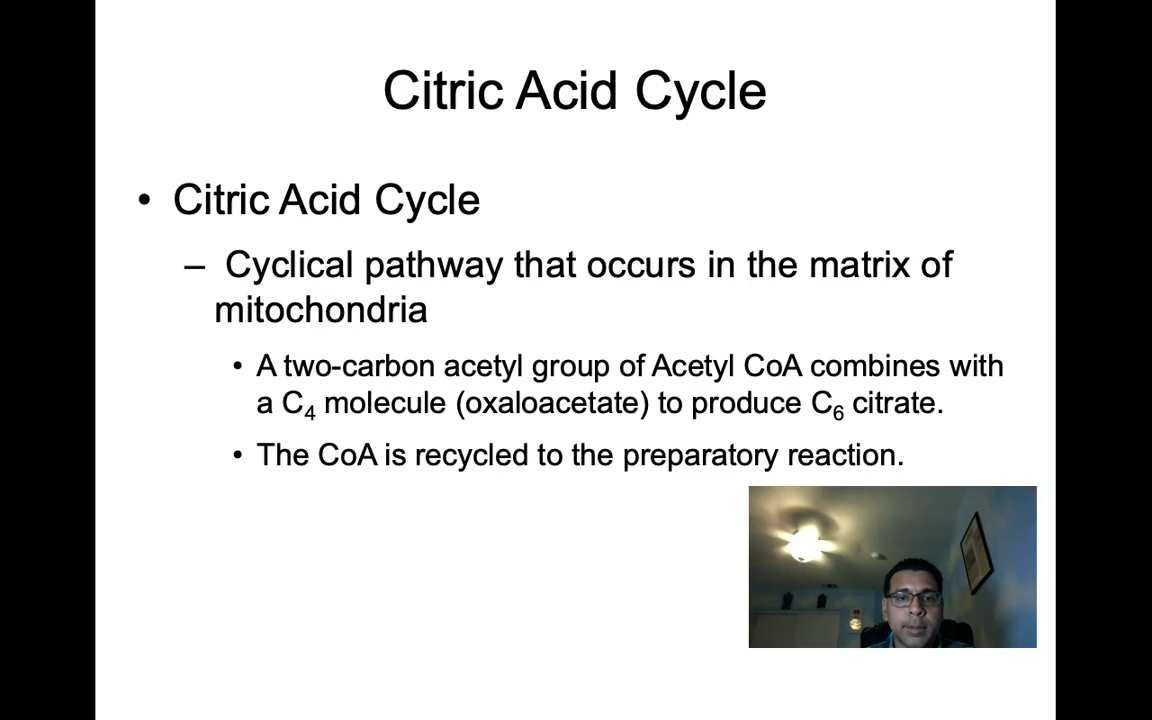 Citric Acid Cycle
• Citric Acid Cycle
– Cyclical pathway that occurs in the matrix of
mitochondria
• A two-carbon acetyl group of Acetyl CoA combines with
a C₄ molecule (oxaloacetate) to produce C₆ citrate.
• The CoA is recycled to the preparatory reaction.